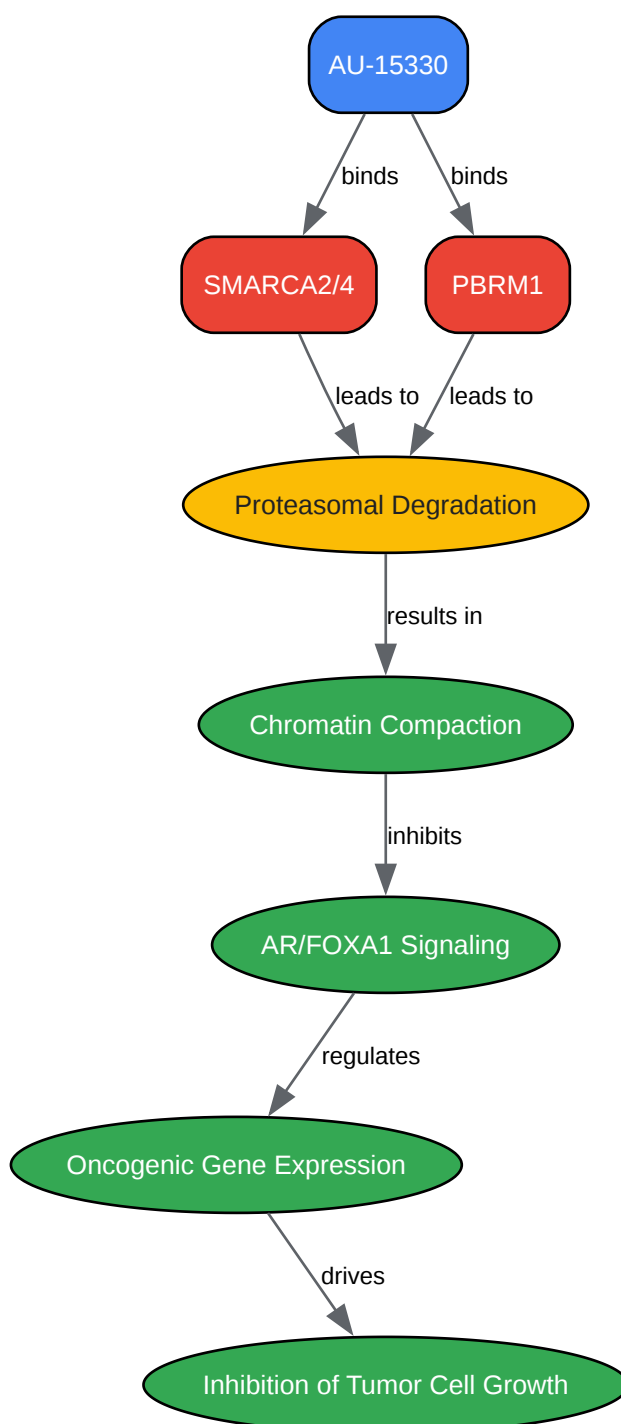 AU-15330
binds
binds
SMARCA2/4
PBRM1
leads to
leads to
Proteasomal Degradation
results in
Chromatin Compaction
inhibits
AR/FOXA1 Signaling
regulates
Oncogenic Gene Expression
drives
Inhibition of Tumor Cell Growth